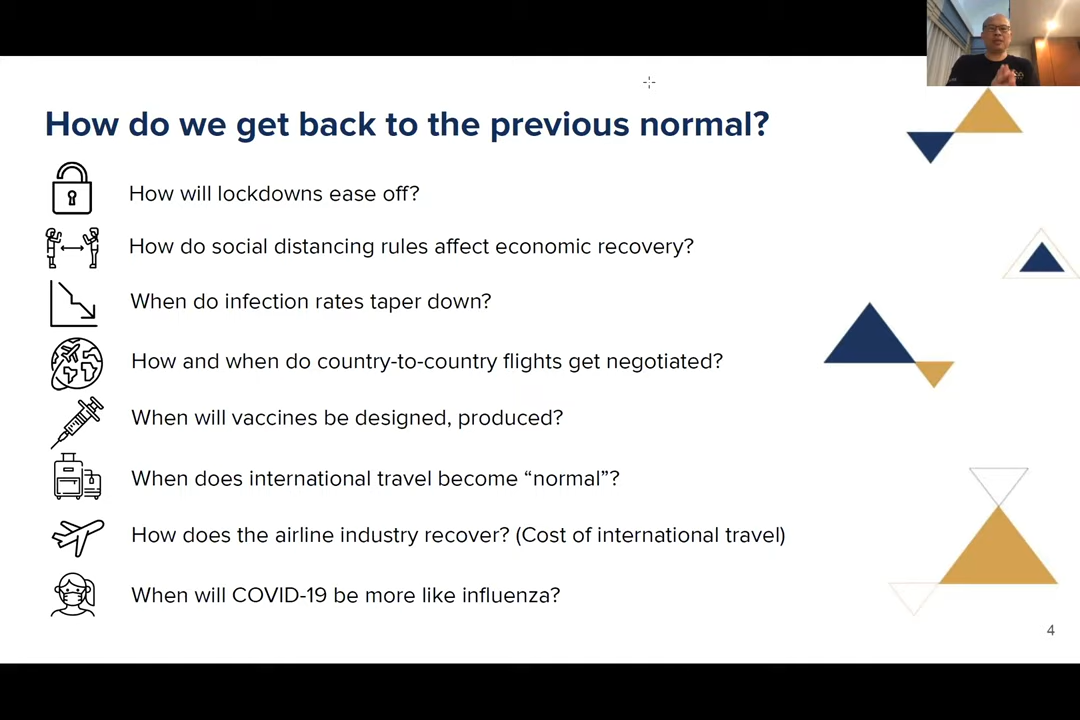 How do we get back to the previous normal?
How will lockdowns ease off?
How do social distancing rules affect economic recovery?
When do infection rates taper down?
How and when do country-to-country flights get negotiated?
When will vaccines be designed, produced?
When does international travel become “normal”?
How does the airline industry recover? (Cost of international travel)
When will COVID-19 be more like influenza?
4